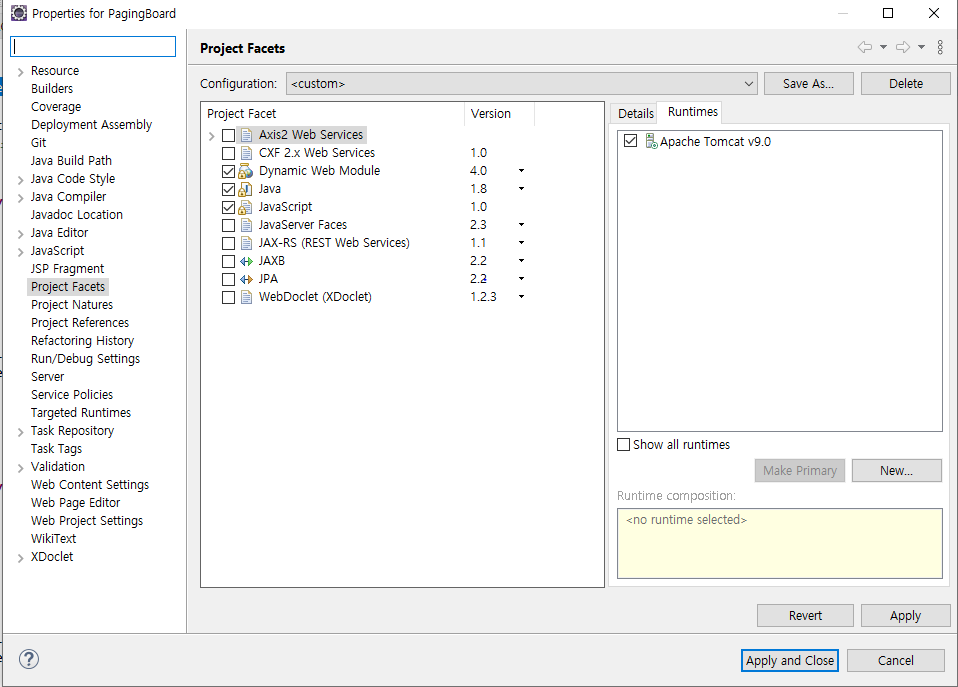 Properties for PagingBoard
Resource
Builders
Coverage
Deployment Assembly
Git
Java Build Path
Java Code Style
Java Compiler
Javadoc Location
Java Editor
JavaScript
JSP Fragment
Project Facets
Project Natures
Project References
Refactoring History
Run/Debug Settings
Server
Service Policies
Targeted Runtimes
Task Repository
Task Tags
Validation
Web Content Settings
Web Page Editor
Web Project Settings
WikiText
XDoclet
Project Facets
Configuration: <custom> Save As... Delete
Project Facet Version
Axis2 Web Services
CXF 2.x Web Services 1.0
Dynamic Web Module 4.0
Java 1.8
JavaScript 1.0
JavaServer Faces 2.3
JAX-RS (REST Web Services) 1.1
JAXB 2.2
JPA 2.2
WebDoclet (XDoclet) 1.2.3
Details Runtimes
Apache Tomcat v9.0
Show all runtimes
Make Primary New...
Runtime composition:
<no runtime selected>
Revert Apply
? Apply and Close Cancel